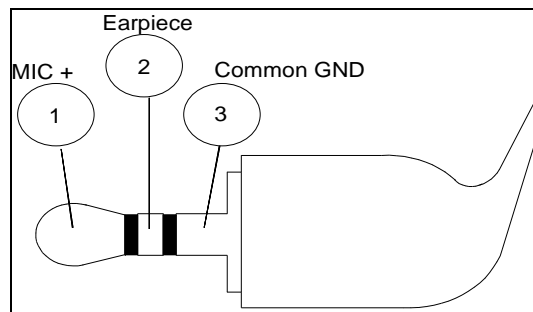 Earpiece
2
MIC +
Common GND
1
3